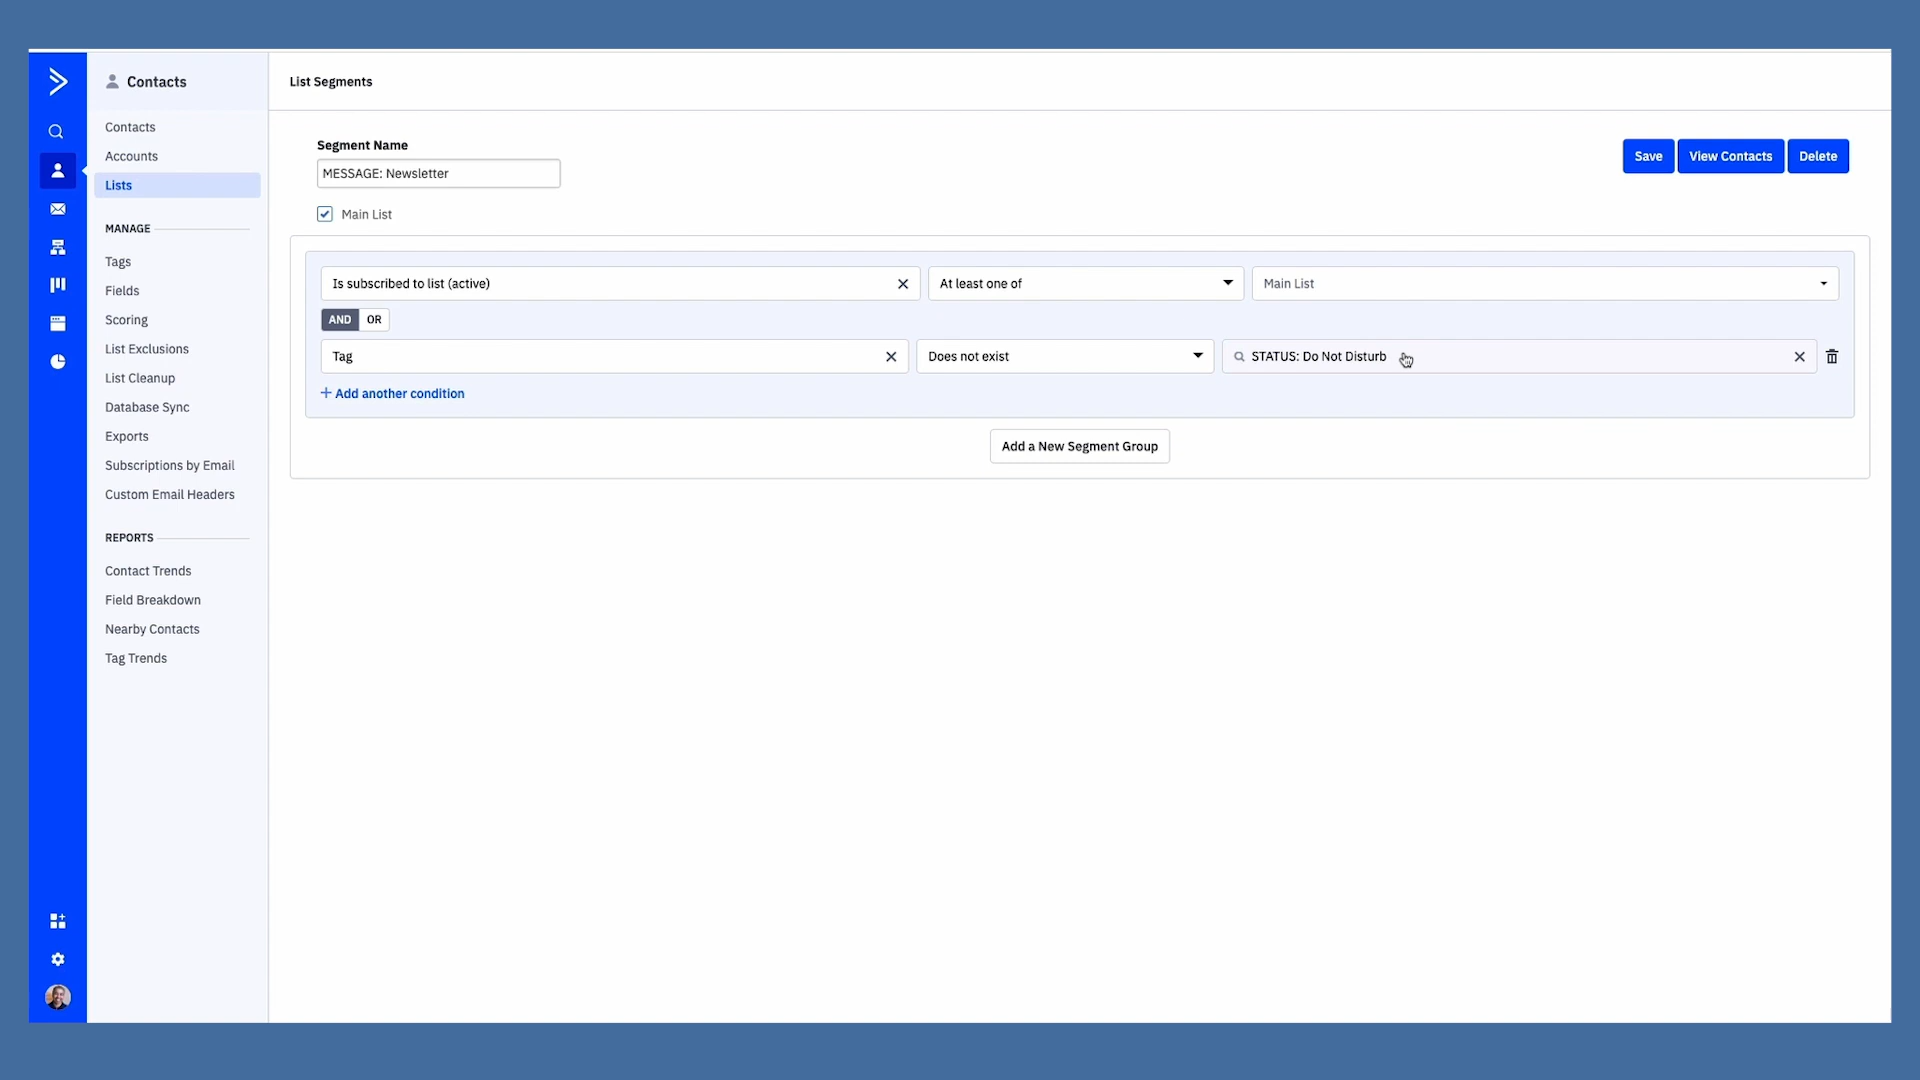 Contacts
List Segments
Contacts
Accounts
Lists
MANAGE
Tags
Fields
Scoring
List Exclusions
List Cleanup
Database Sync
Exports
Subscriptions by Email
Custom Email Headers
REPORTS
Contact Trends
Field Breakdown
Nearby Contacts
Tag Trends
Segment Name
MESSAGE: Newsletter
Save View Contacts Delete
Main List
Is subscribed to list (active) At least one of Main List
AND OR
Tag Does not exist STATUS: Do Not Disturb
+ Add another condition
Add a New Segment Group